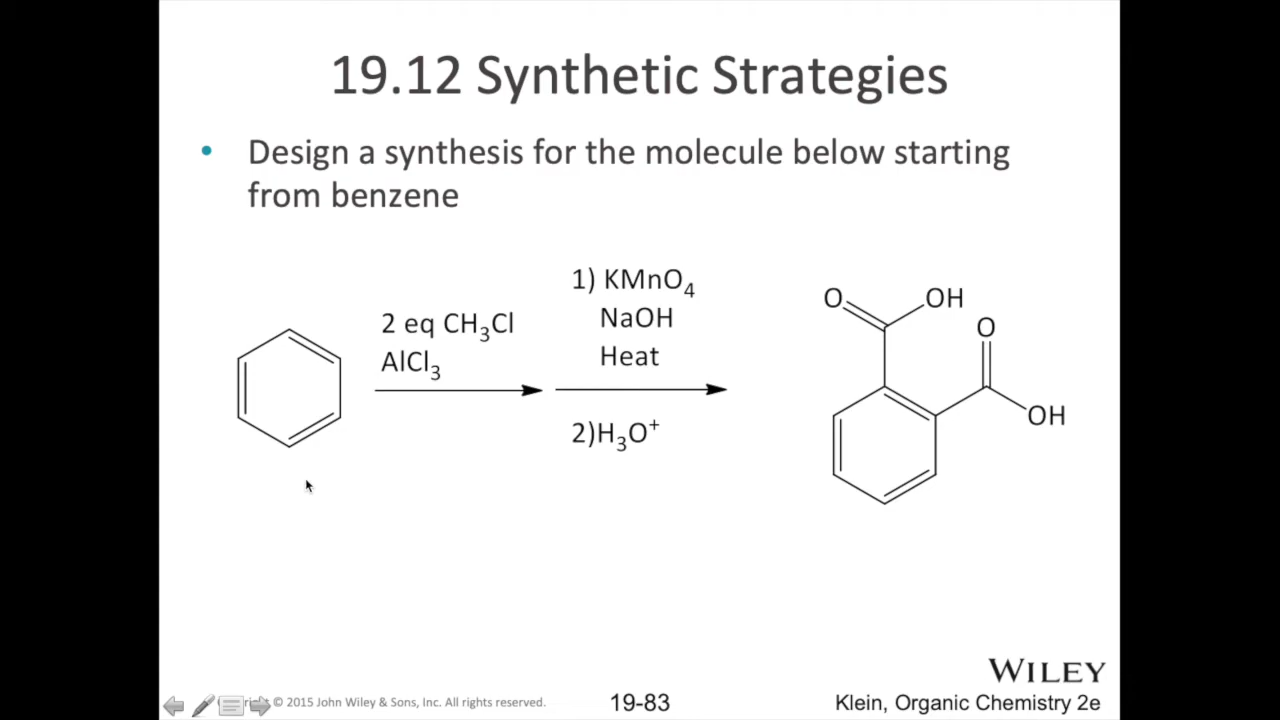 19.12 Synthetic Strategies
• Design a synthesis for the molecule below starting
from benzene
2 eq CH₃Cl
AlCl₃
1) KMnO₄
NaOH
Heat
2)H₃O⁺
O
OH
O
OH
WILEY
© 2015 John Wiley & Sons, Inc. All rights reserved.
19-83
Klein, Organic Chemistry 2e